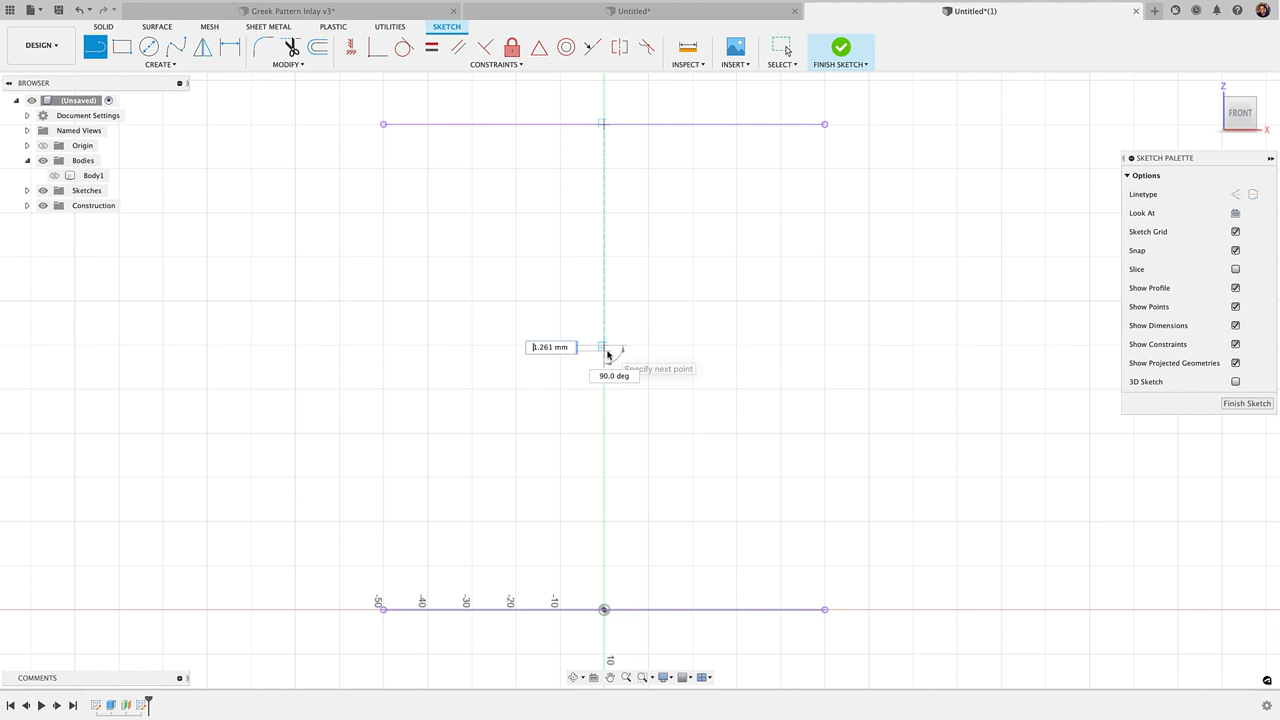 Greek Pattern Inlay v3*
Untitled*
Untitled*(1)
SOLID SURFACE MESH SHEET METAL PLASTIC UTILITIES SKETCH
DESIGN
CREATE MODIFY CONSTRAINTS INSPECT INSERT SELECT FINISH SKETCH
BROWSER
(Unsaved)
Document Settings
Named Views
Origin
Bodies
Body1
Sketches
Construction
Z
FRONT
X
SKETCH PALETTE
Options
Linetype
Look At
Sketch Grid
Snap
Slice
Show Profile
Show Points
Show Dimensions
Show Constraints
Show Projected Geometries
3D Sketch
Finish Sketch
1.261 mm
Specify next point
90.0 deg
-50 -40 -30 -20 -10
10
COMMENTS